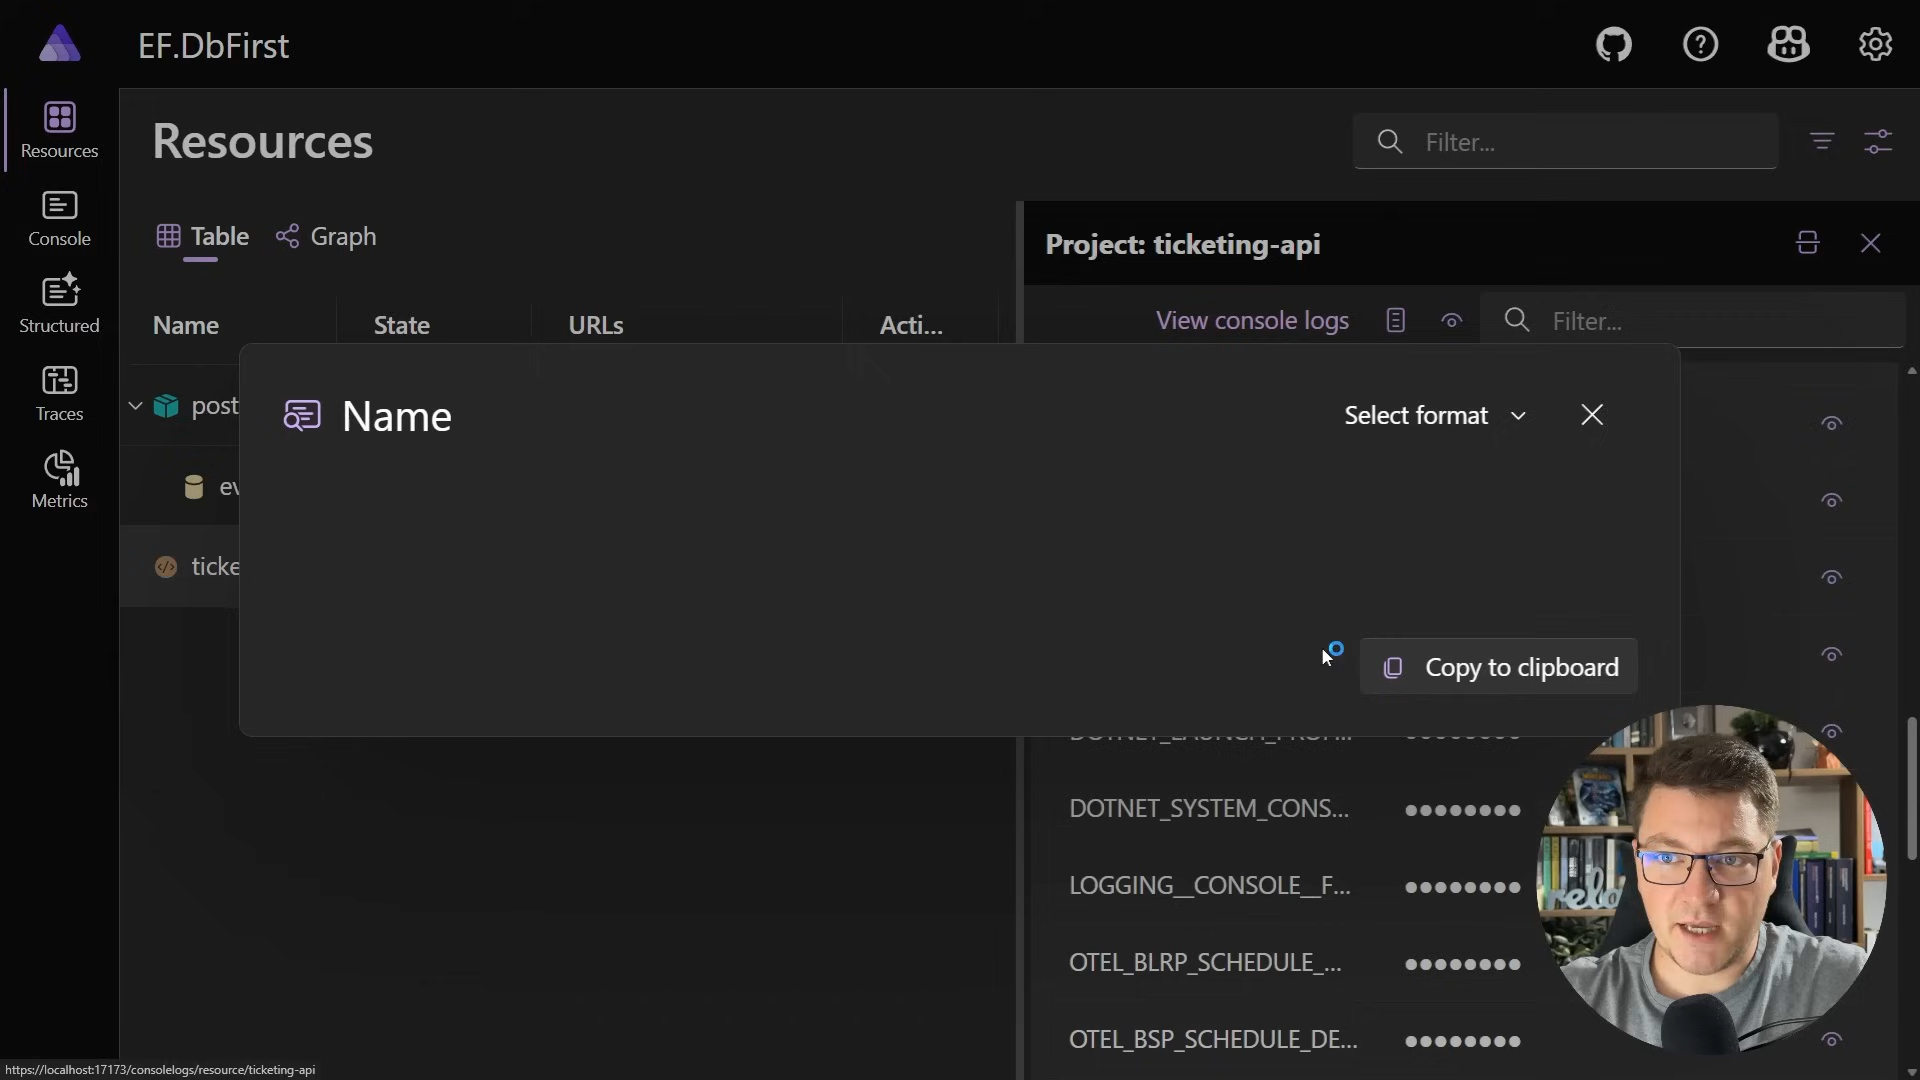 EF.DbFirst
Resources
Console
Structured
Traces
Metrics
Resources
Filter...
Table
Graph
Name
State
URLs
Acti...
post
ev
ticke
Project: ticketing-api
View console logs
Filter...
Name
Select format
Copy to clipboard
DOTNET_LAUNCH_PROF...
DOTNET_SYSTEM_CONS...
LOGGING__CONSOLE__F...
OTEL_BLRP_SCHEDULE_...
OTEL_BSP_SCHEDULE_DE...
https://localhost:17173/consolelogs/resource/ticketing-api